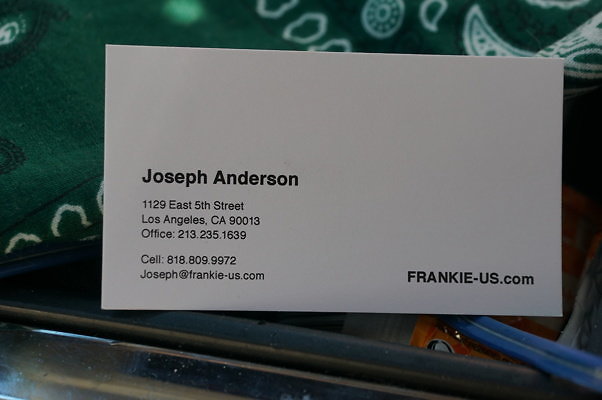 Joseph Anderson
1129 East 5th Street
Los Angeles, CA 90013
Office: 213.235.1639
Cell: 818.809.9972
Joseph@frankie-us.com
FRANKIE-US.com